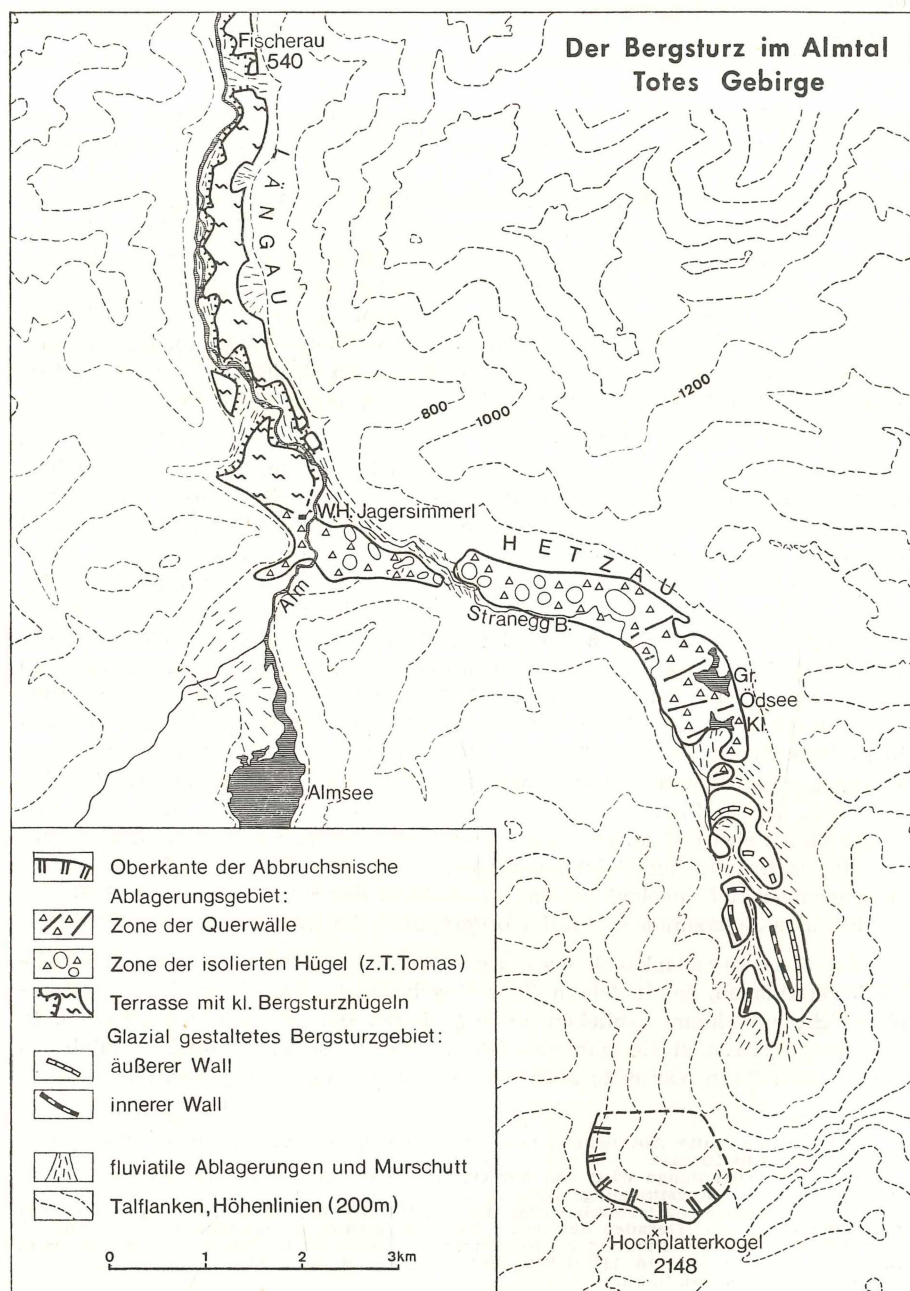 Der Bergsturz im Almtal
Totes Gebirge
Fischerau
540
LÄNGAU
800
1000
1200
W.H. Jagersimmerl
HETZAU
Alm
Stranegg B.
Gr.
Ödsee
Kl.
Almsee
Oberkante der Abbruchsnische
Ablagerungsgebiet:
Zone der Querwälle
Zone der isolierten Hügel (z.T. Tomas)
Terrasse mit kl. Bergsturzhügeln
Glazial gestaltetes Bergsturzgebiet:
äußerer Wall
innerer Wall
fluviatile Ablagerungen und Murschutt
Talflanken, Höhenlinien (200m)
0 1 2 3km
Hochplatterkogel
2148